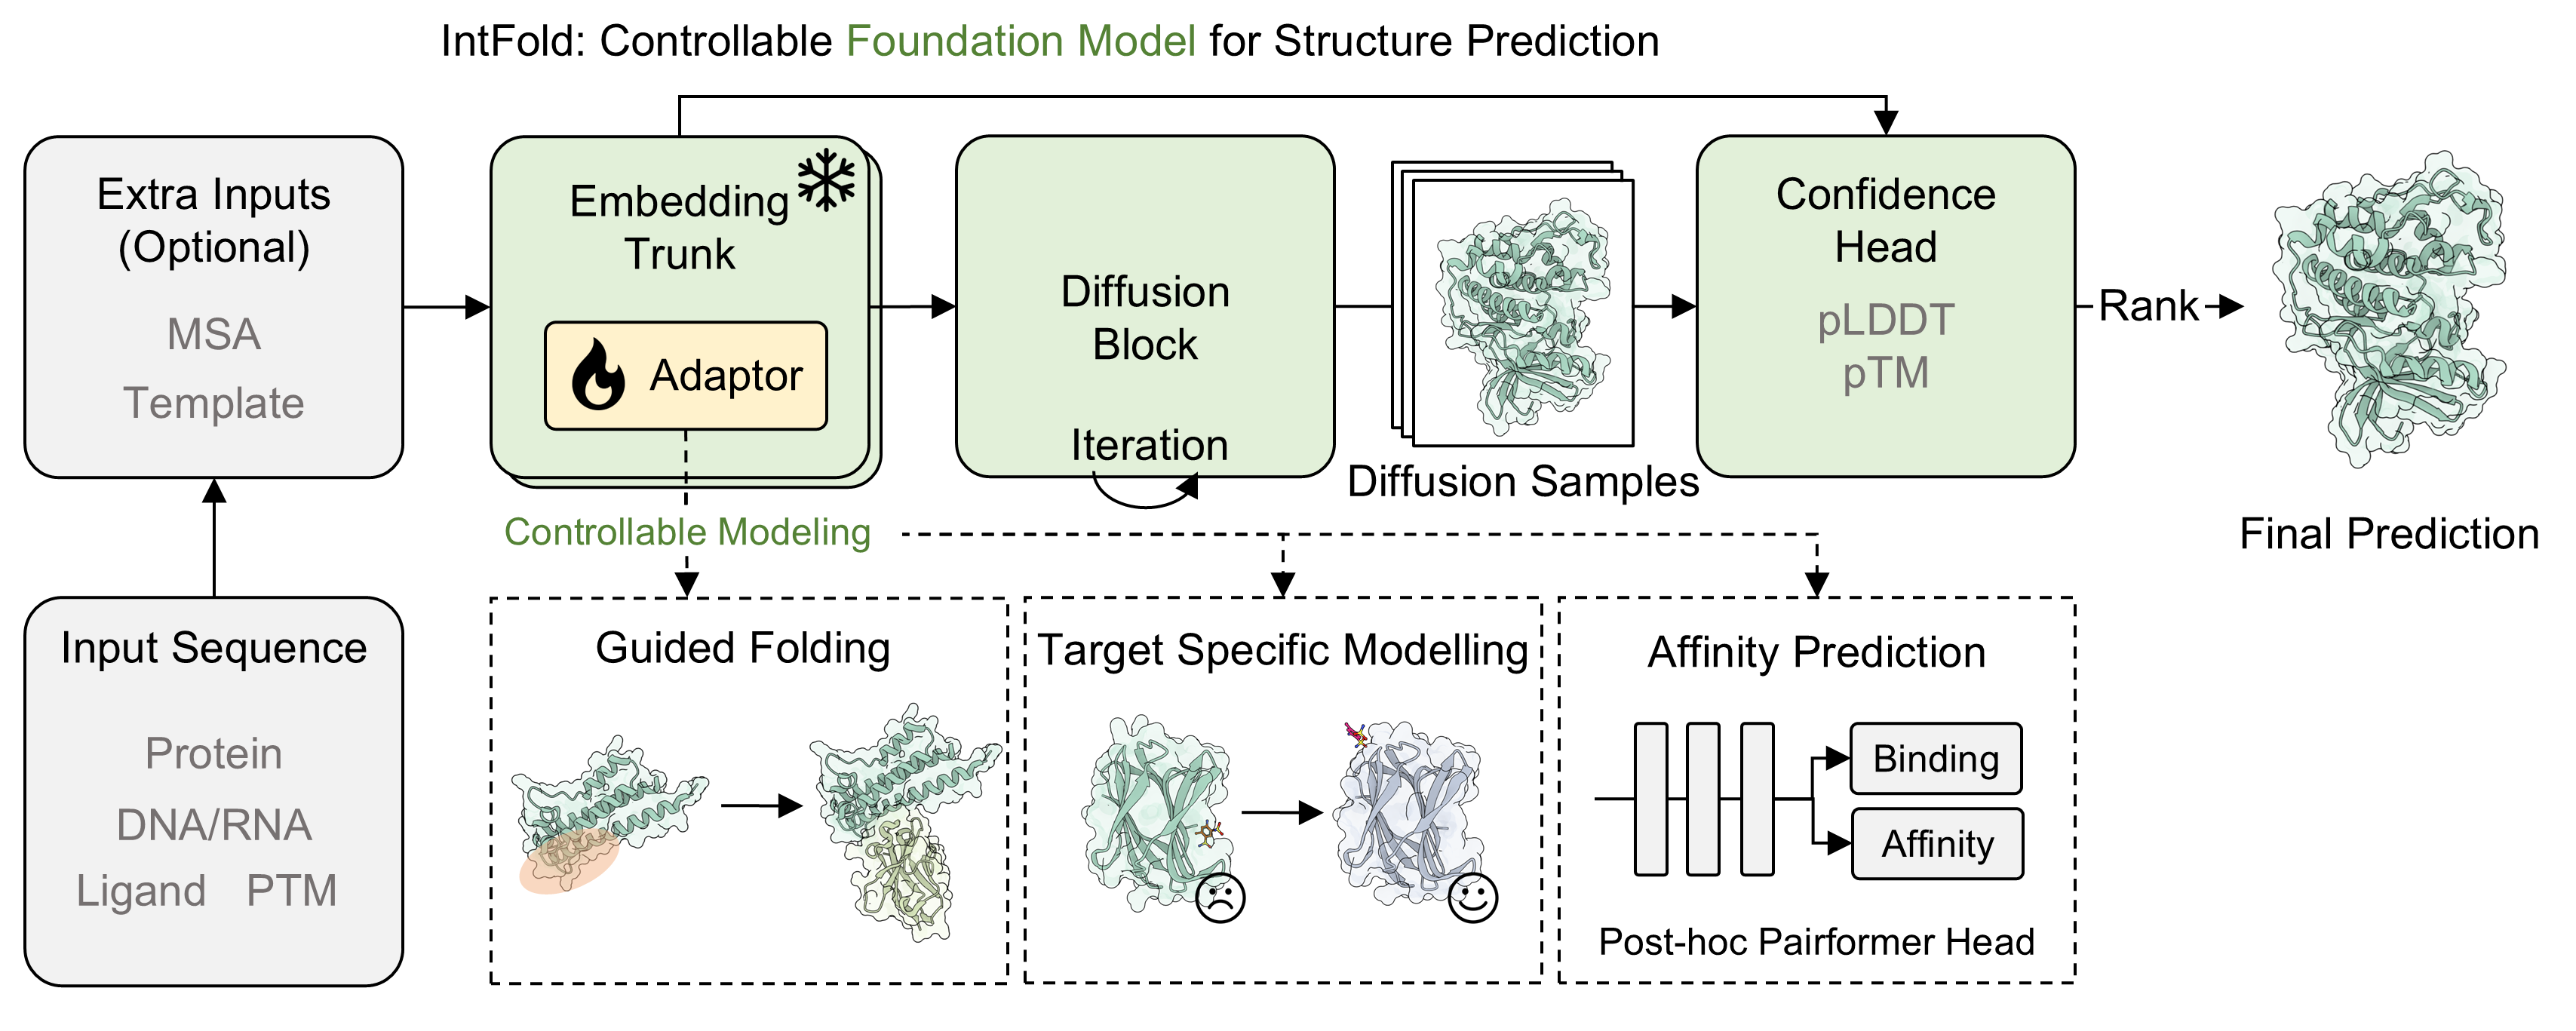 IntFold: Controllable Foundation Model for Structure Prediction
Extra Inputs
(Optional)
MSA
Template
Input Sequence
Protein
DNA/RNA
Ligand PTM
Embedding
Trunk
Adaptor
Diffusion
Block
Iteration
Diffusion Samples
Confidence
Head
pLDDT
pTM
Rank
Final Prediction
Controllable Modeling
Guided Folding
Target Specific Modelling
Affinity Prediction
Binding
Affinity
Post-hoc Pairformer Head